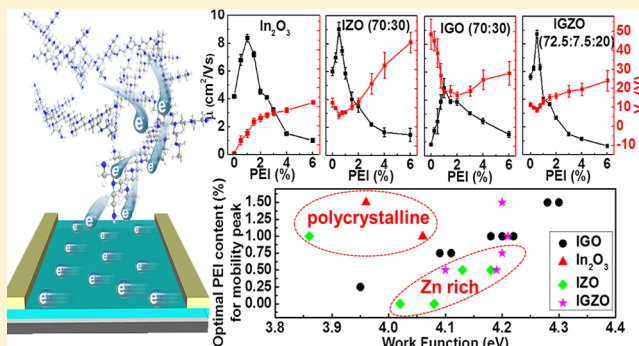 In₂O₃ IZO (70:30) IGO (70:30) IGZO
(72.5:7.5:20)
μ (cm²/Vs)
8
6
4
2
0
50
40
30
20
10
0
-10
0 2 4 6 0 2 4 6 0 2 4 6 0 2 4 6
PEI (%) PEI (%) PEI (%) PEI (%)
e e e e e
e e e e e e e
Optimal PEI content (%)
for mobility peak
1.50
1.25
1.00
0.75
0.50
0.25
0.00
polycrystalline
Zn rich
IGO
In₂O₃
IZO
IGZO
3.8 3.9 4.0 4.1 4.2 4.3 4.4
Work Function (eV)